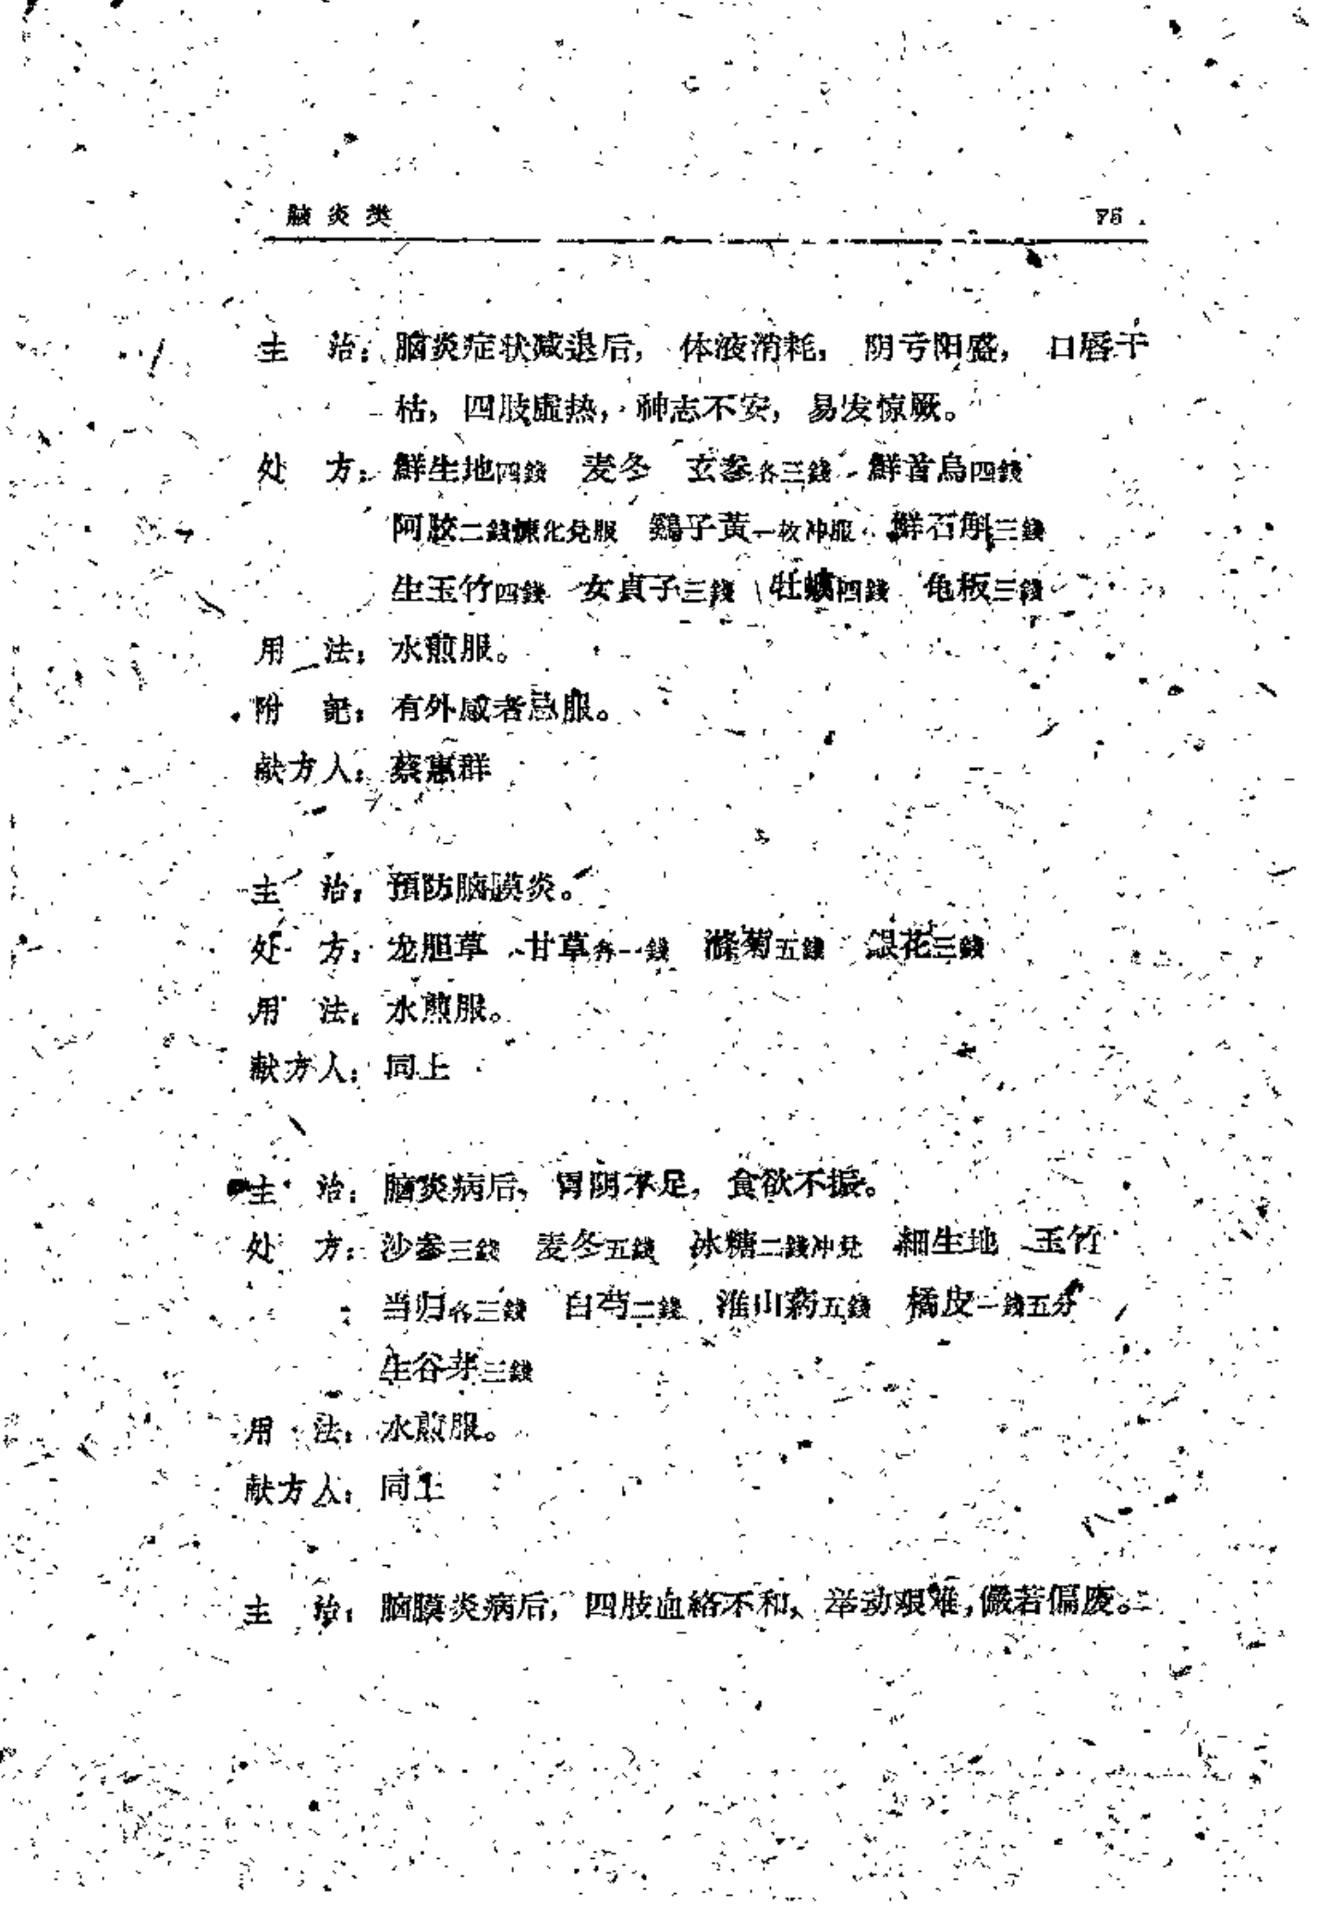 脑炎类 75
主　治：脑炎症状减退后，体液消耗，阴亏阳盛，口唇干
枯，四肢虚热，神志不安，易发惊厥。
处　方：鮮生地四錢　麦冬　玄参各三錢　鮮首烏四錢
阿胶二錢炼化兌服　鷄子黃一枚冲服　鮮石斛三錢
生玉竹四錢　女貞子三錢　牡蠣四錢　龟板三錢
用　法：水煎服。
附　記：有外感者忌服。
献方人：蔡惠群
主　治：預防脑膜炎。
处　方：龙胆草　甘草各一錢　滁菊五錢　銀花三錢
用　法：水煎服。
献方人：同上
主　治：脑炎病后，胃阴不足，食欲不振。
处　方：沙参三錢　麦冬五錢　冰糖二錢冲兌　細生地　玉竹
当归各三錢　白芍二錢　淮山药五錢　橘皮一錢五分
生谷芽三錢
用　法：水煎服。
献方人：同上
主　治：脑膜炎病后，四肢血絡不和、举动艰难，儼若偏废。